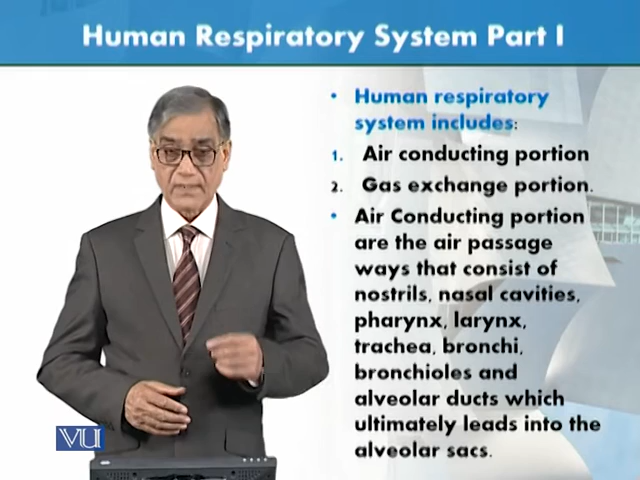 Human Respiratory System Part I
• Human respiratory
system includes:
1. Air conducting portion
2. Gas exchange portion.
• Air Conducting portion
are the air passage
ways that consist of
nostrils, nasal cavities,
pharynx, larynx,
trachea, bronchi,
bronchioles and
alveolar ducts which
ultimately leads into the
alveolar sacs.
VU